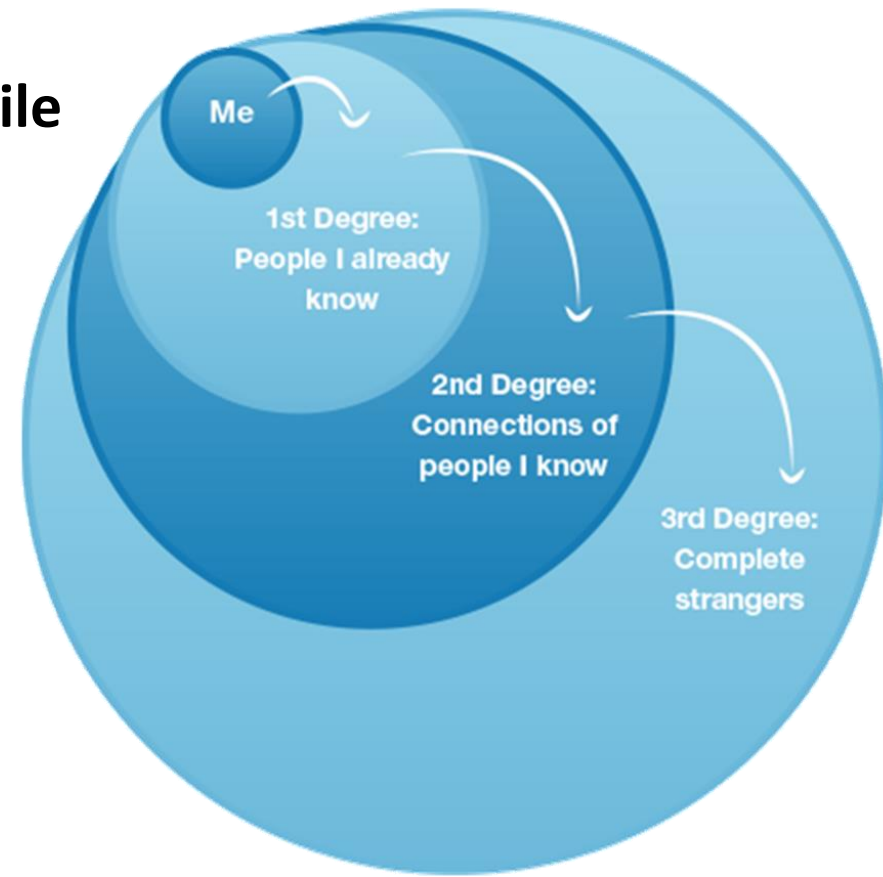 ile
Me
1st Degree:
People I already
know
2nd Degree:
Connections of
people I know
3rd Degree:
Complete
strangers